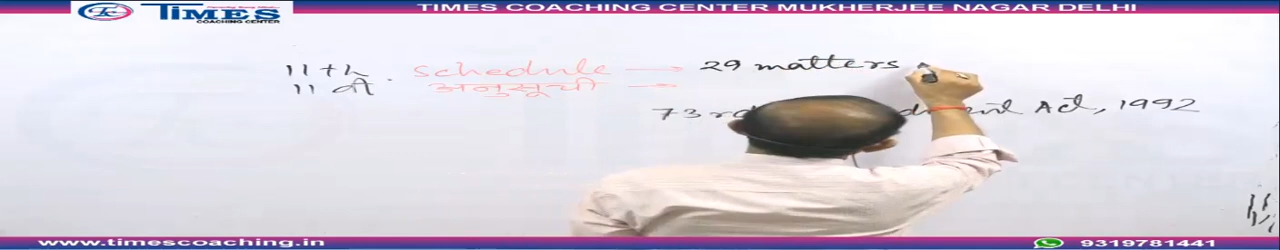 TIMES
COACHING CENTER
TIMES COACHING CENTER MUKHERJEE NAGAR DELHI
11th schedule → 29 matters
11 वीं अनुसूची →
73rd Act, 1992
www.timescoaching.in
9319781441